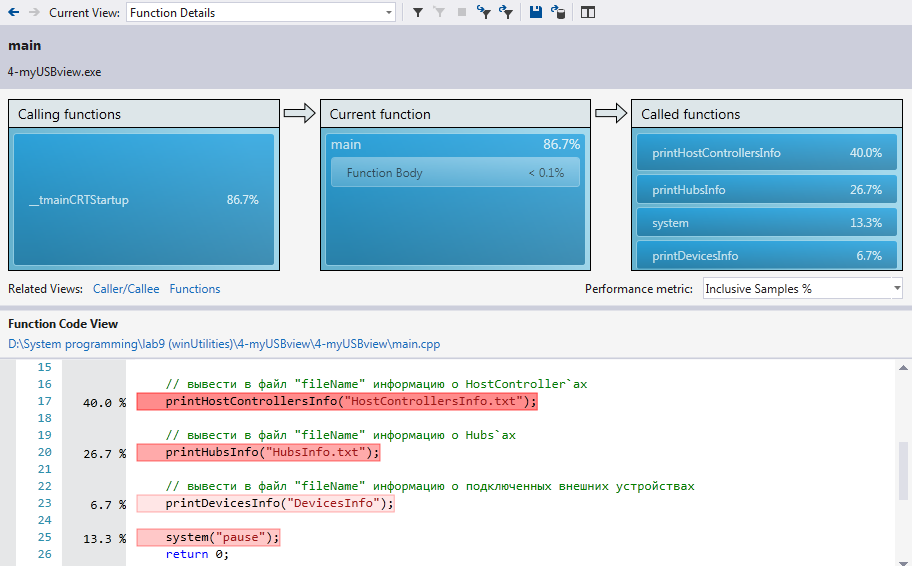 Current View: Function Details
main
4-myUSBview.exe
Calling functions
__tmainCRTStartup 86.7%
Current function
main 86.7%
Function Body < 0.1%
Called functions
printHostControllersInfo 40.0%
printHubsInfo 26.7%
system 13.3%
printDevicesInfo 6.7%
Related Views: Caller/Callee Functions
Performance metric: Inclusive Samples %
Function Code View
D:\System programming\lab9 (winUtilities)\4-myUSBview\4-myUSBview\main.cpp
15
16 // вывести в файл "fileName" информацию о HostController`ах
17 40.0 % printHostControllersInfo("HostControllersInfo.txt");
18
19 // вывести в файл "fileName" информацию о Hubs`ах
20 26.7 % printHubsInfo("HubsInfo.txt");
21
22 // вывести в файл "fileName" информацию о подключенных внешних устройствах
23 6.7 % printDevicesInfo("DevicesInfo");
24
25 13.3 % system("pause");
26 return 0;